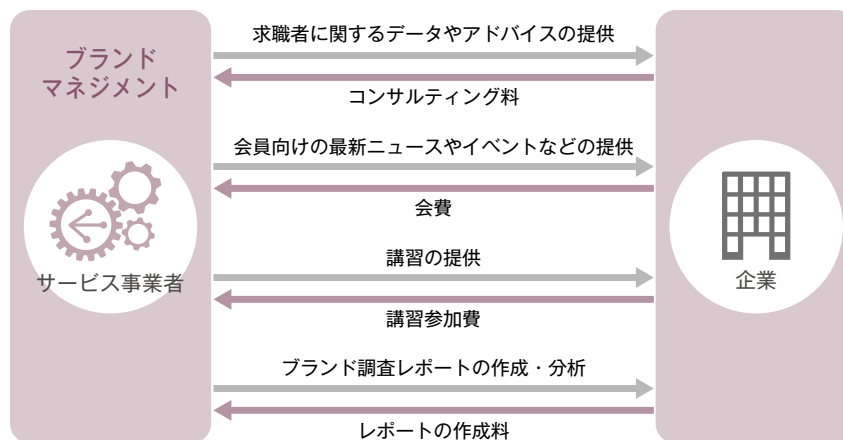 ブランド
マネジメント
サービス事業者
求職者に関するデータやアドバイスの提供
コンサルティング料
会員向けの最新ニュースやイベントなどの提供
会費
講習の提供
講習参加費
ブランド調査レポートの作成・分析
レポートの作成料
企業